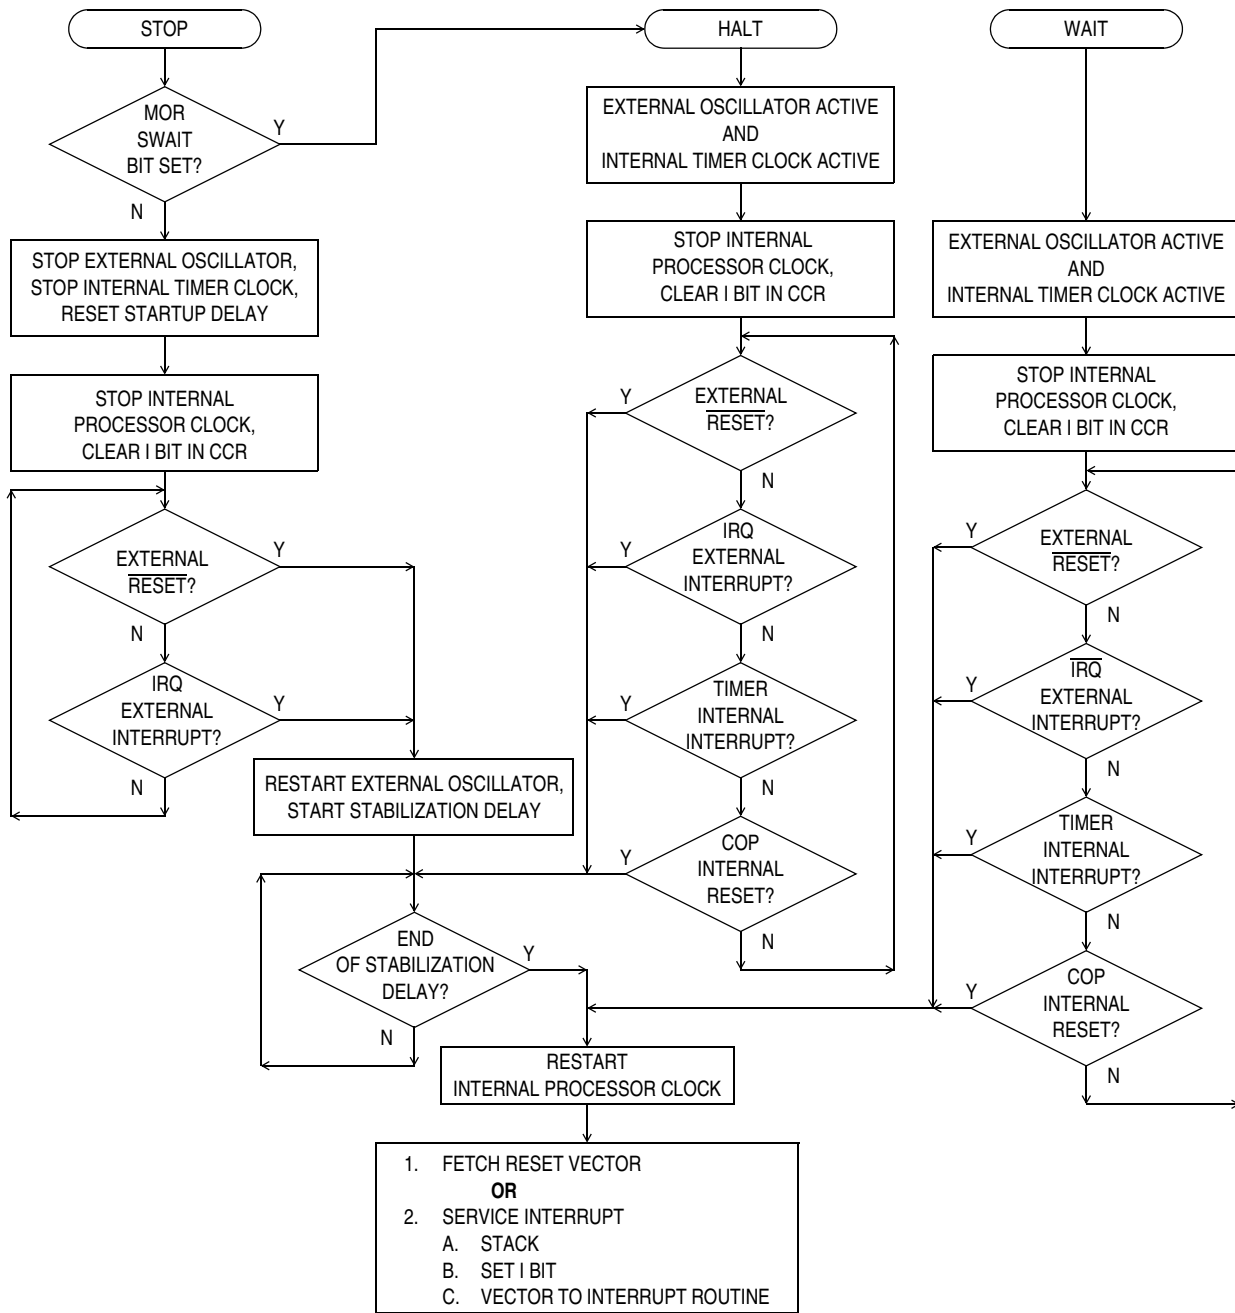 STOP
MOR
SWAIT
BIT SET?
Y
N
STOP EXTERNAL OSCILLATOR,
STOP INTERNAL TIMER CLOCK,
RESET STARTUP DELAY
STOP INTERNAL
PROCESSOR CLOCK,
CLEAR I BIT IN CCR
EXTERNAL
RESET?
Y
N
IRQ
EXTERNAL
INTERRUPT?
Y
N
RESTART EXTERNAL OSCILLATOR,
START STABILIZATION DELAY
END
OF STABILIZATION
DELAY?
Y
N
HALT
EXTERNAL OSCILLATOR ACTIVE
AND
INTERNAL TIMER CLOCK ACTIVE
STOP INTERNAL
PROCESSOR CLOCK,
CLEAR I BIT IN CCR
EXTERNAL
RESET?
Y
N
IRQ
EXTERNAL
INTERRUPT?
Y
N
TIMER
INTERNAL
INTERRUPT?
Y
N
COP
INTERNAL
RESET?
Y
N
WAIT
EXTERNAL OSCILLATOR ACTIVE
AND
INTERNAL TIMER CLOCK ACTIVE
STOP INTERNAL
PROCESSOR CLOCK,
CLEAR I BIT IN CCR
EXTERNAL
RESET?
Y
N
IRQ
EXTERNAL
INTERRUPT?
Y
N
TIMER
INTERNAL
INTERRUPT?
Y
N
COP
INTERNAL
RESET?
Y
N
RESTART
INTERNAL PROCESSOR CLOCK
1. FETCH RESET VECTOR
OR
2. SERVICE INTERRUPT
A. STACK
B. SET I BIT
C. VECTOR TO INTERRUPT ROUTINE